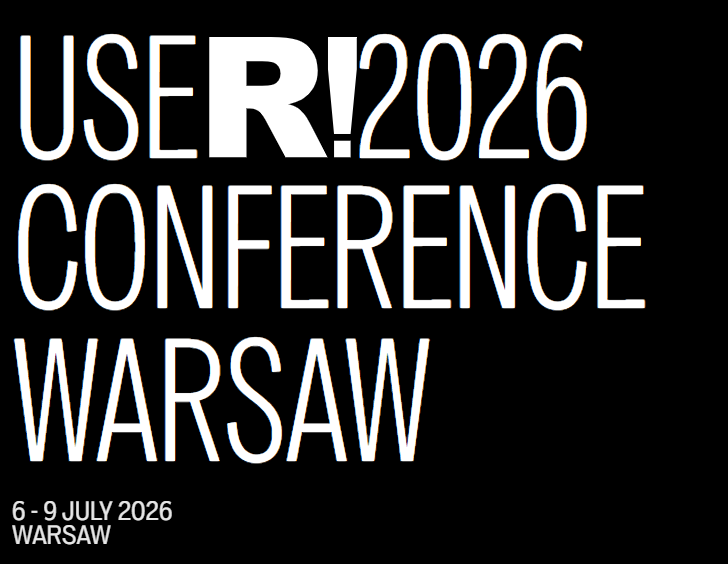 USER!2026
CONFERENCE
WARSAW
6 - 9 JULY 2026
WARSAW